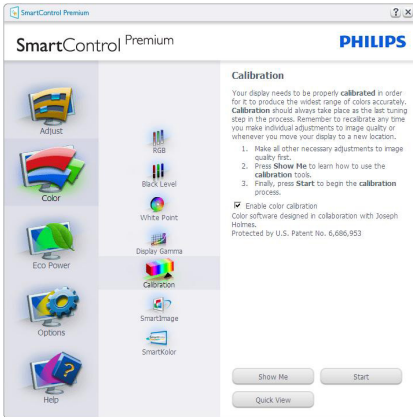 SmartControl Premium
? X
SmartControl Premium
PHILIPS
Adjust
Color
Eco Power
Options
Help
RGB
Black Level
White Point
Display Gamma
Calibration
SmartImage
SmartKolor
Calibration
Your display needs to be properly calibrated in order
for it to produce the widest range of colors accurately.
Calibration should always take place as the last tuning
step in the process. Remember to recalibrate any time
you make individual adjustments to image quality or
whenever you move your display to a new location.
1. Make all other necessary adjustments to image
quality first.
2. Press Show Me to learn how to use the
calibration tools.
3. Finally, press Start to begin the calibration
process.
Enable color calibration
Color software designed in collaboration with Joseph
Holmes.
Protected by U.S. Patent No. 6,686,953
Show Me
Start
Quick View